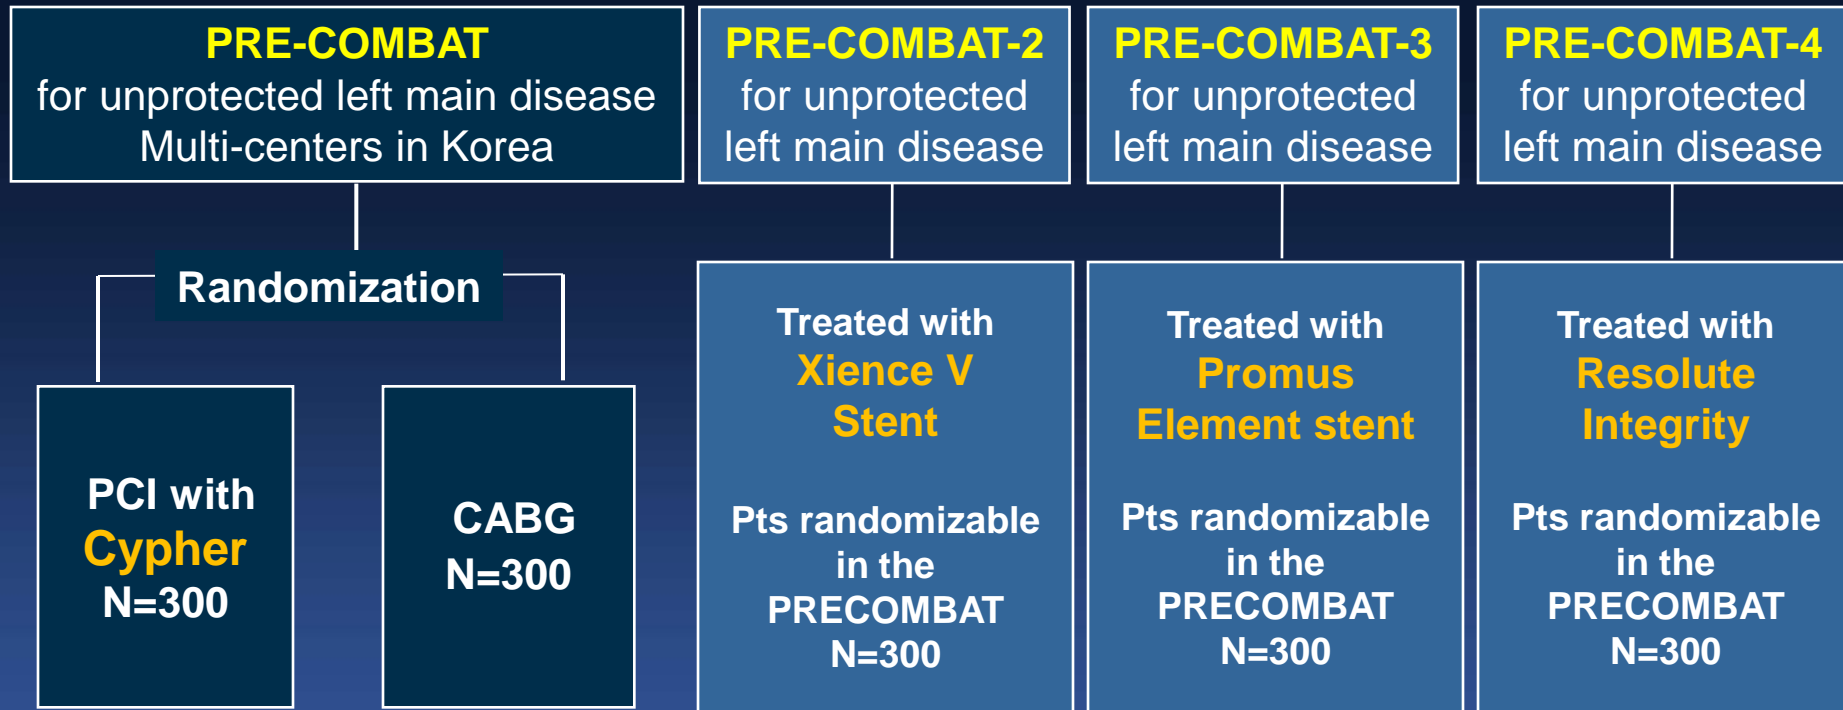 PRE-COMBAT
for unprotected left main disease
Multi-centers in Korea
Randomization
PCI with
Cypher
N=300
CABG
N=300
PRE-COMBAT-2
for unprotected
left main disease
Treated with
Xience V
Stent
Pts randomizable
in the
PRECOMBAT
N=300
PRE-COMBAT-3
for unprotected
left main disease
Treated with
Promus
Element stent
Pts randomizable
in the
PRECOMBAT
N=300
PRE-COMBAT-4
for unprotected
left main disease
Treated with
Resolute
Integrity
Pts randomizable
in the
PRECOMBAT
N=300